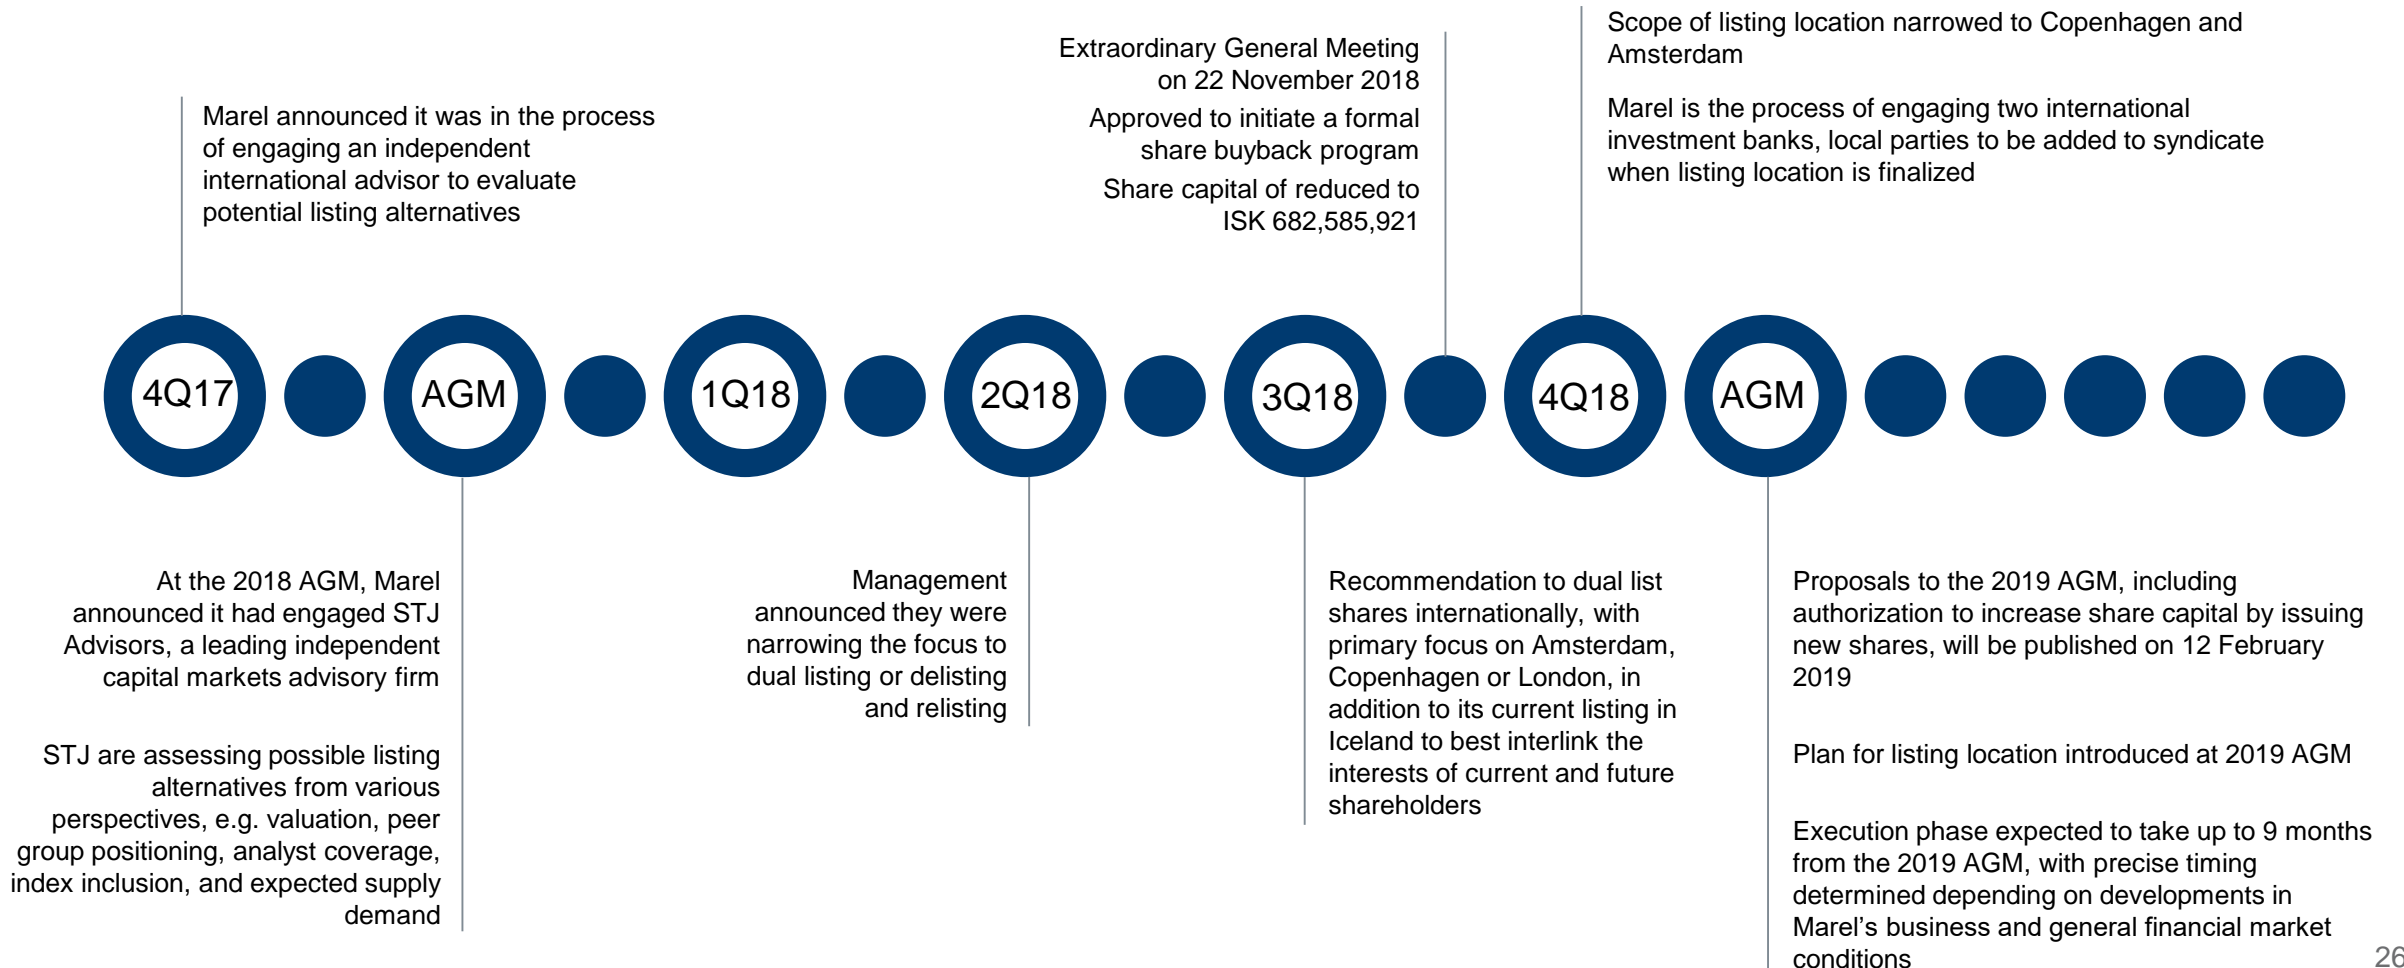 Marel announced it was in the process
of engaging an independent
international advisor to evaluate
potential listing alternatives
Extraordinary General Meeting
on 22 November 2018
Approved to initiate a formal
share buyback program
Share capital of reduced to
ISK 682,585,921
Scope of listing location narrowed to Copenhagen and
Amsterdam
Marel is the process of engaging two international
investment banks, local parties to be added to syndicate
when listing location is finalized
4Q17
AGM
1Q18
2Q18
3Q18
4Q18
AGM
At the 2018 AGM, Marel
announced it had engaged STJ
Advisors, a leading independent
capital markets advisory firm
STJ are assessing possible listing
alternatives from various
perspectives, e.g. valuation, peer
group positioning, analyst coverage,
index inclusion, and expected supply
demand
Management
announced they were
narrowing the focus to
dual listing or delisting
and relisting
Recommendation to dual list
shares internationally, with
primary focus on Amsterdam,
Copenhagen or London, in
addition to its current listing in
Iceland to best interlink the
interests of current and future
shareholders
Proposals to the 2019 AGM, including
authorization to increase share capital by issuing
new shares, will be published on 12 February
2019
Plan for listing location introduced at 2019 AGM
Execution phase expected to take up to 9 months
from the 2019 AGM, with precise timing
determined depending on developments in
Marel’s business and general financial market
conditions
26